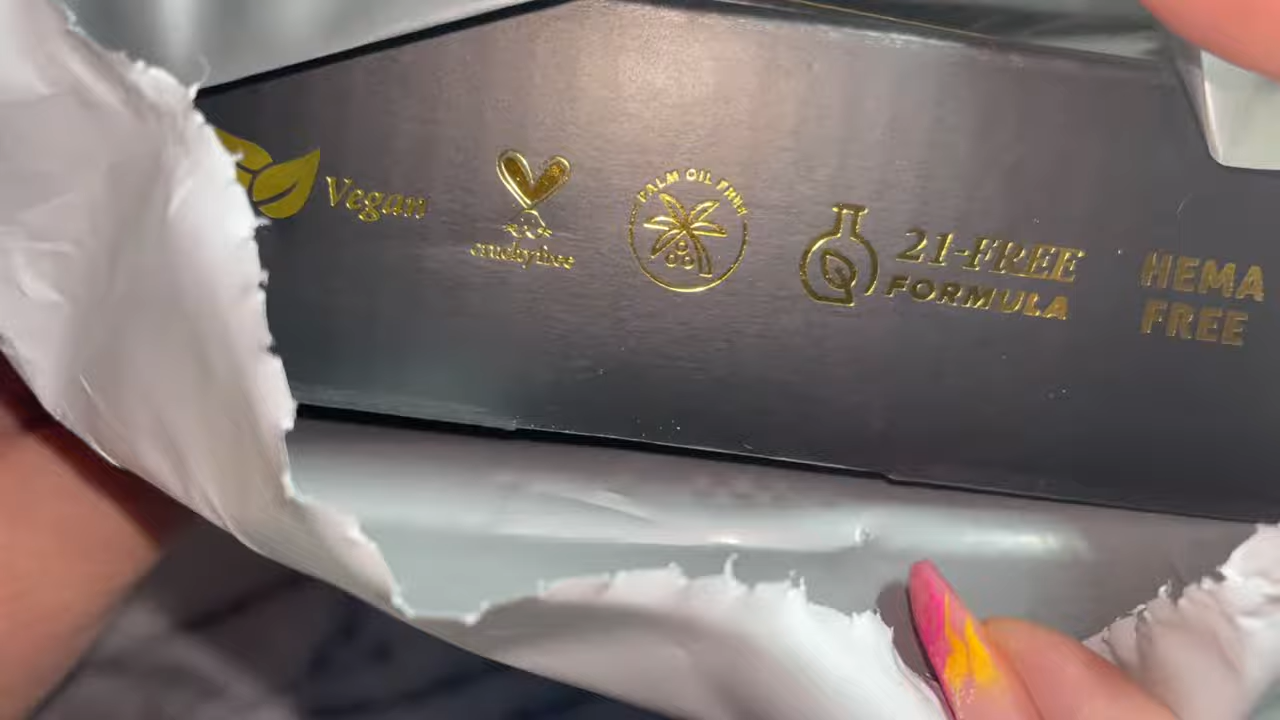 Vegan
crueltyfree
PALM OIL FREE
21-FREE
FORMULA
HEMA
FREE